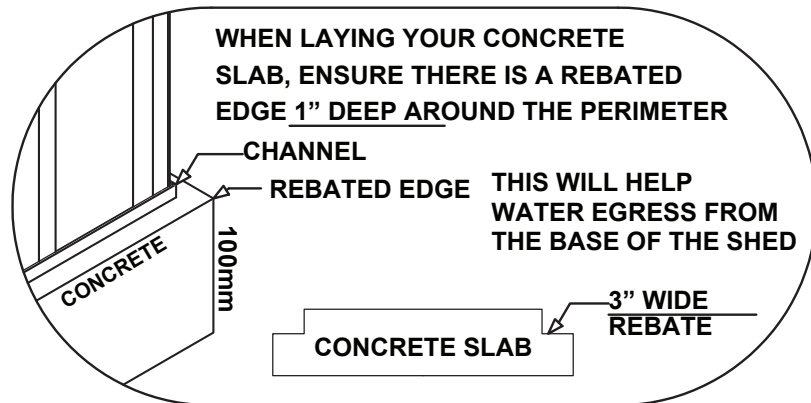 WHEN LAYING YOUR CONCRETE
SLAB, ENSURE THERE IS A REBATED
EDGE 1” DEEP AROUND THE PERIMETER
CHANNEL
REBATED EDGE
THIS WILL HELP
WATER EGRESS FROM
THE BASE OF THE SHED
CONCRETE
100mm
3” WIDE
REBATE
CONCRETE SLAB